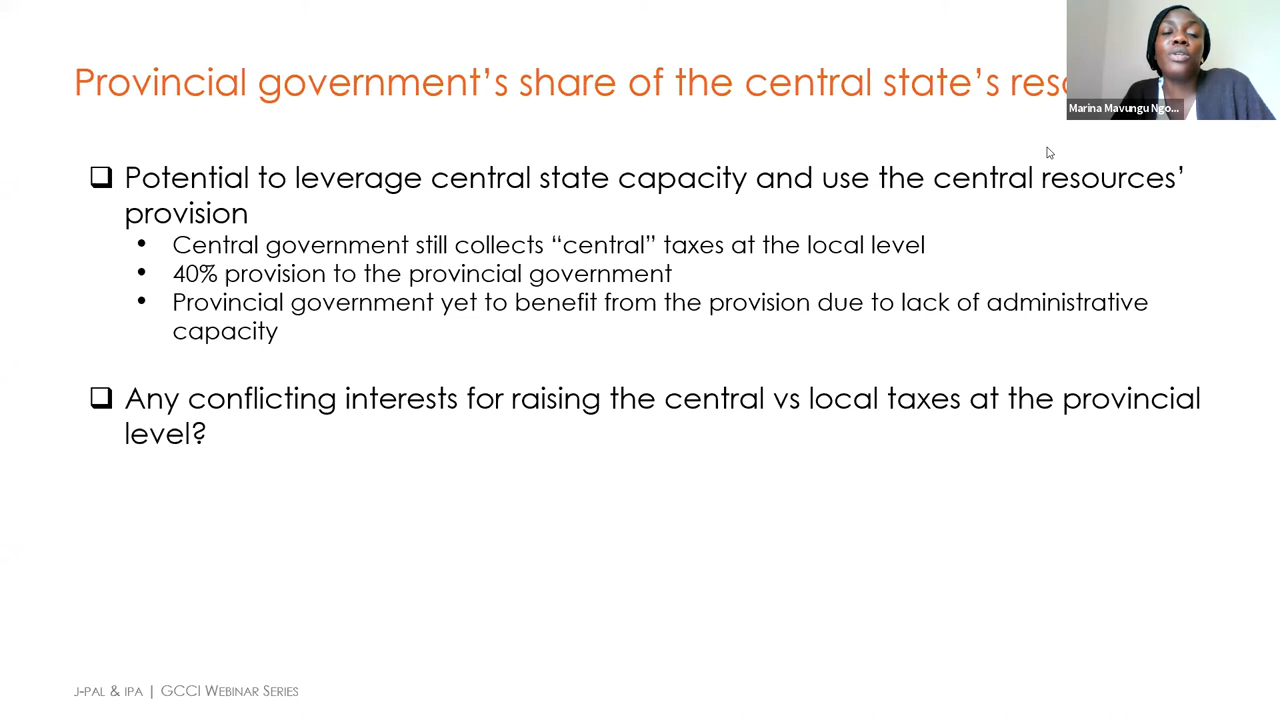 Provincial government’s share of the central state’s
Marina Mavungu Ngo...
❑ Potential to leverage central state capacity and use the central resources’
provision
• Central government still collects “central” taxes at the local level
• 40% provision to the provincial government
• Provincial government yet to benefit from the provision due to lack of administrative
capacity
❑ Any conflicting interests for raising the central vs local taxes at the provincial
level?
J-PAL & IPA | GCCI WEBINAR SERIES